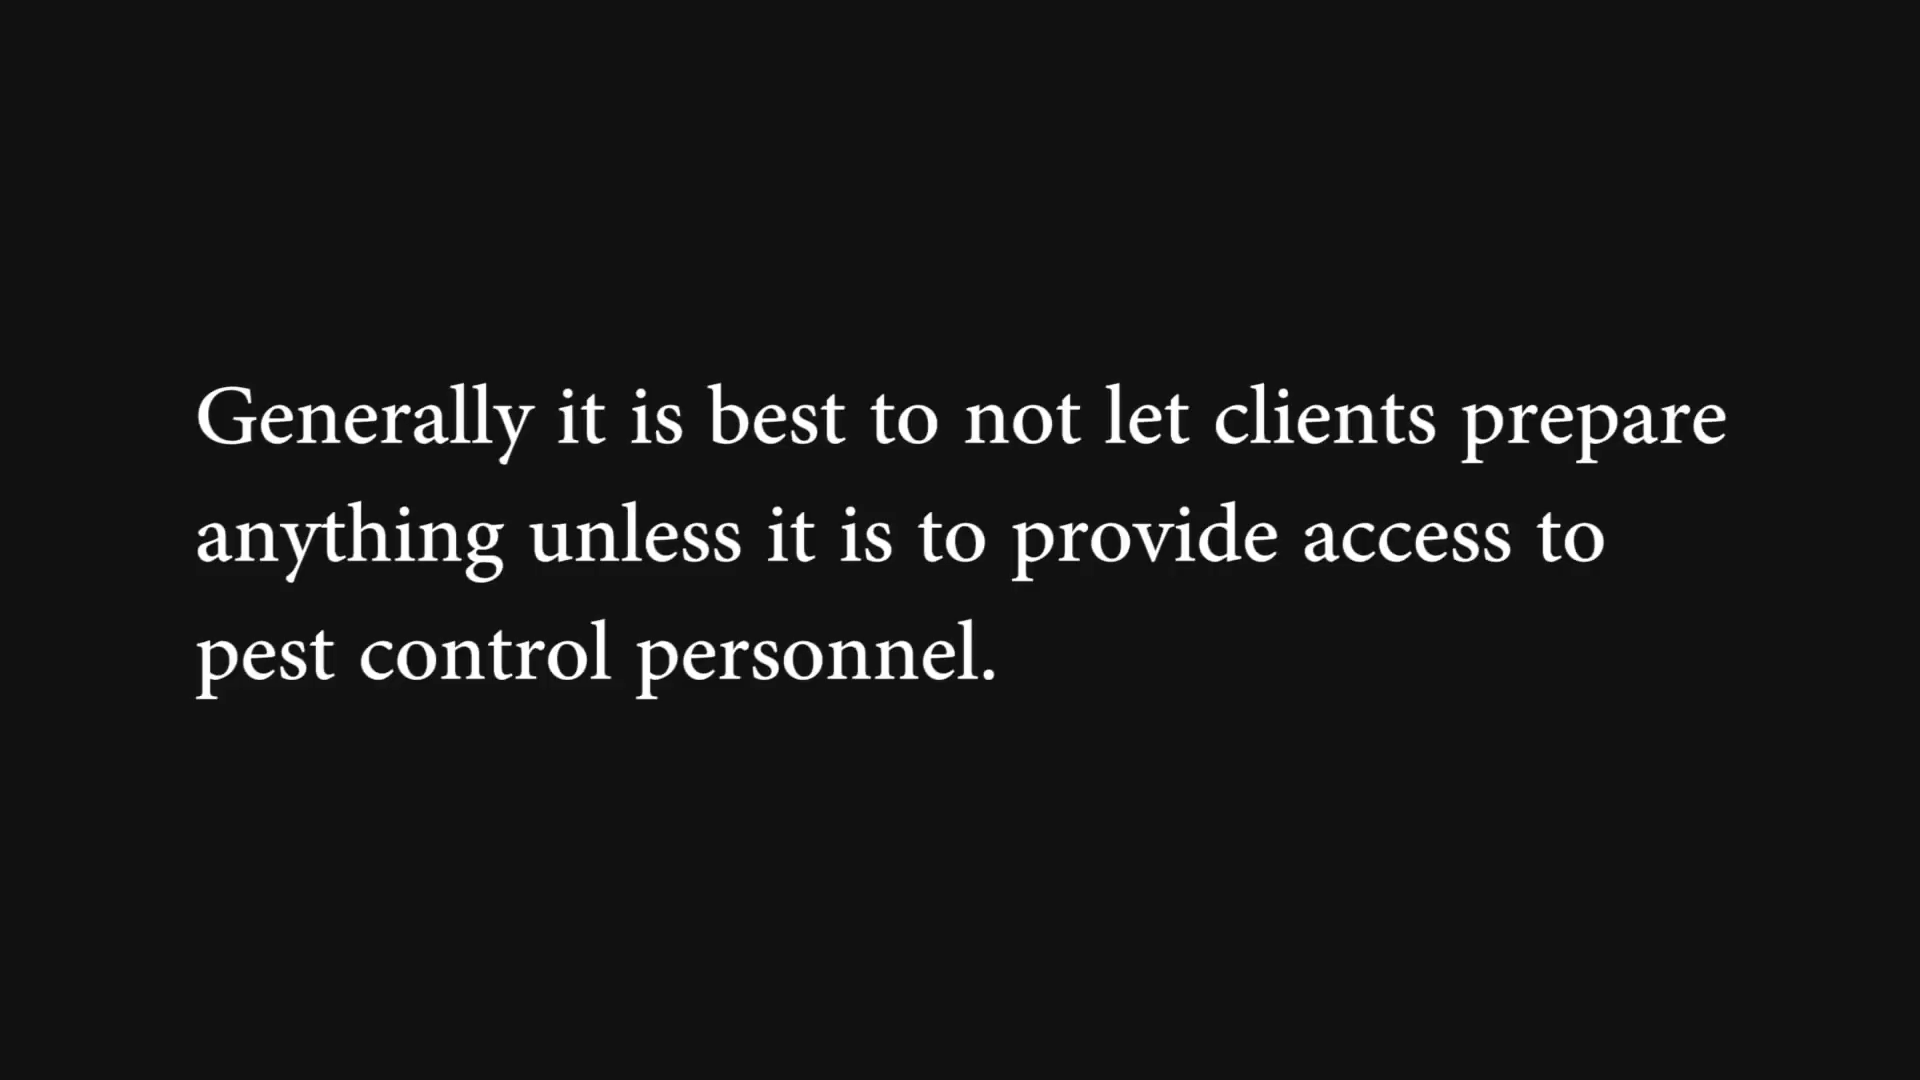 Generally it is best to not let clients prepare
anything unless it is to provide access to
pest control personnel.